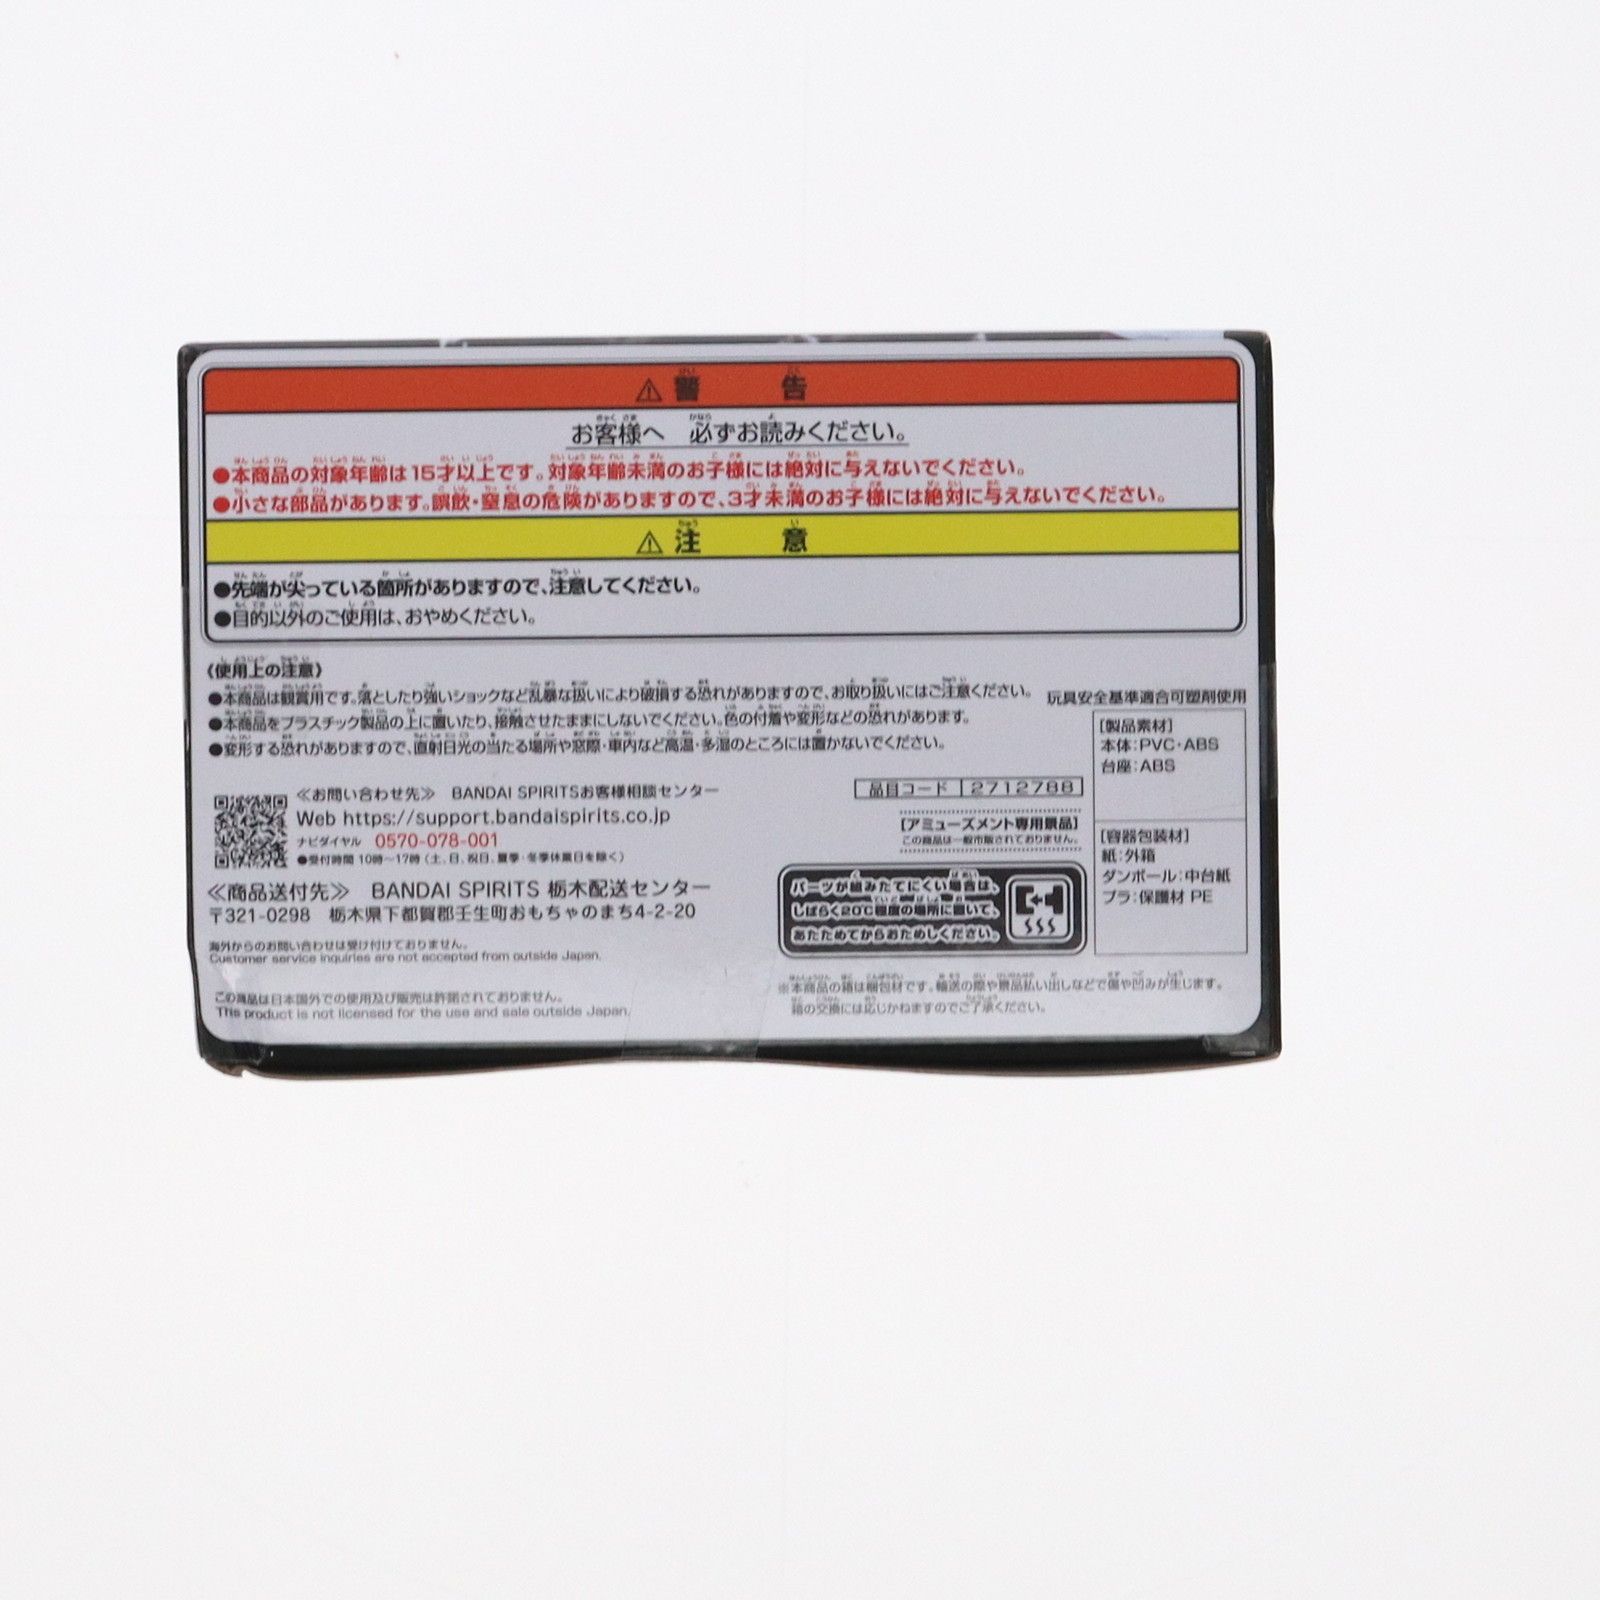 ⚠警告
お客様へ 必ずお読みください。
●本商品の対象年齢は15才以上です。対象年齢未満のお子様には絶対に与えないでください。
●小さな部品があります。誤飲・窒息の危険がありますので、3才未満のお子様には絶対に与えないでください。
⚠注意
●先端が尖っている箇所がありますので、注意してください。
●目的以外のご使用は、おやめください。
《使用上の注意》
●本商品は観賞用です。落としたり強いショックなど乱暴な扱いにより破損する恐れがありますので、お取り扱いにはご注意ください。
●本商品をプラスチック製品の上に置いたり、接触させたままにしないでください。色の付着や変形などの恐れがあります。
●変形する恐れがありますので、直射日光の当たる場所や窓際・車内など高温・多湿のところには置かないでください。
玩具安全基準適合可塑剤使用
[製品素材]
本体:PVC・ABS
台座:ABS
[容器包装材]
紙:外箱
ダンボール:中台紙
プラ:保護材 PE
≪お問い合わせ先≫ BANDAI SPIRITSお客様相談センター
Web https://support.bandaispirits.co.jp
ナビダイヤル 0570-078-001
●受付時間 10時〜17時(土、日、祝日、夏季・冬季休業日を除く)
≪商品送付先≫ BANDAI SPIRITS 栃木配送センター
〒321-0298 栃木県下都賀郡壬生町おもちゃのまち4-2-20
海外からのお問い合わせは受け付けておりません。
Customer service inquiries are not accepted from outside Japan.
この商品は日本国外での使用及び販売は許諾されておりません。
This product is not licensed for the use and sale outside Japan.
品目コード 2712788
[アミューズメント専用景品]
この商品は一般市販されておりません。
パーツが組みたてにくい場合は、
しばらく20℃程度の場所に置いて、
あたためてからおためしください。
※本商品の箱は梱包材です。輸送の際や景品払い出しなどで傷や凹みが生じます。
箱の交換には応じかねますのでご了承ください。